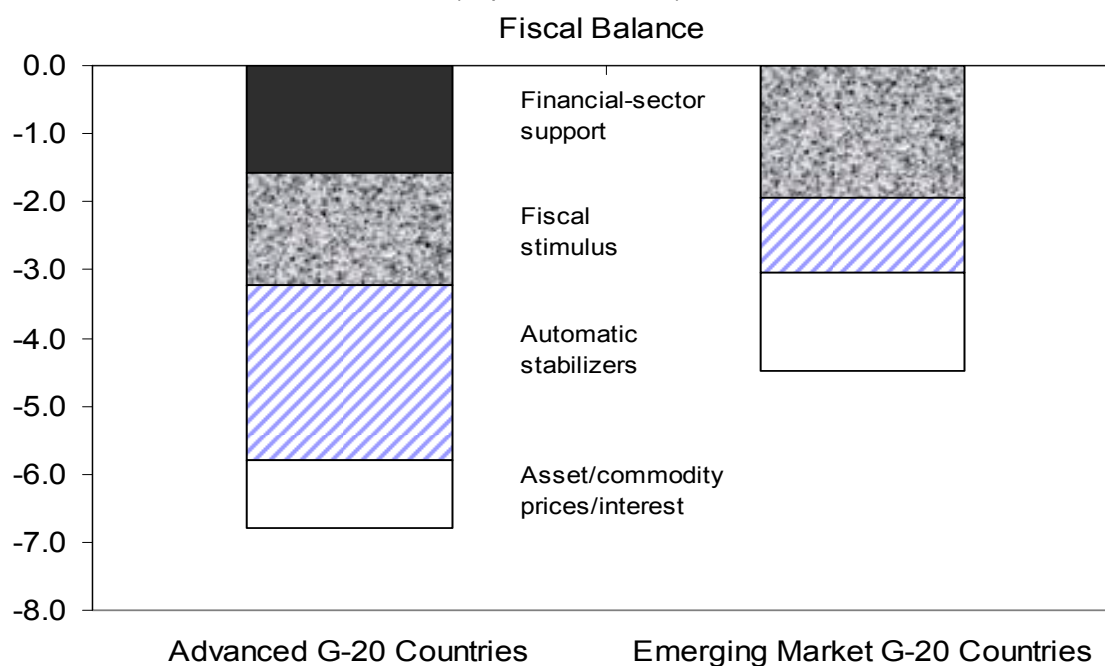 Fiscal Balance
0.0
-1.0
-2.0
-3.0
-4.0
-5.0
-6.0
-7.0
-8.0
Financial-sector
support
Fiscal
stimulus
Automatic
stabilizers
Asset/commodity
prices/interest
Advanced G-20 Countries
Emerging Market G-20 Countries